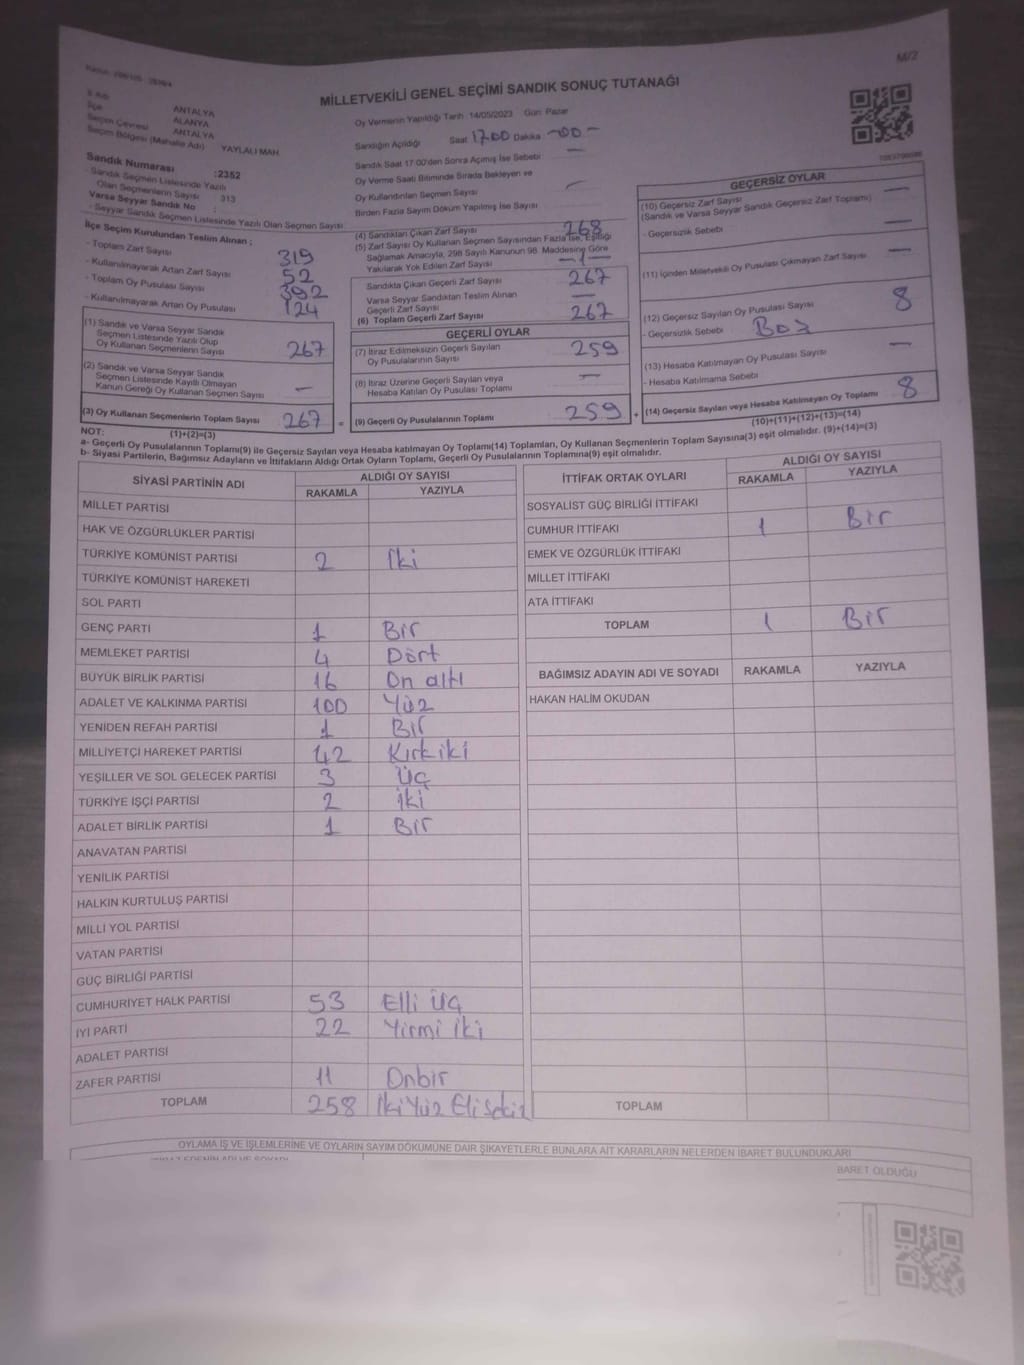 M/2
MİLLETVEKİLİ GENEL SEÇİMİ SANDIK SONUÇ TUTANAĞI
İli Adı ANTALYA
İlçe ALANYA
Seçim Çevresi ANTALYA
Seçim Bölgesi (Mahalle Adı) YAYLALI MAH.
Sandık Numarası :2352
- Sandık Seçmen Listesinde Yazılı
Olan Seçmenlerin Sayısı 313
Varsa Seyyar Sandık No :
- Seyyar Sandık Seçmen Listesinde Yazılı Olan Seçmen Sayısı
İlçe Seçim Kurulundan Teslim Alınan ;
- Toplam Zarf Sayısı 319
- Kullanılmayarak Artan Zarf Sayısı 52
- Toplam Oy Pusulası Sayısı 392
- Kullanılmayarak Artan Oy Pusulası 124
(1) Sandık ve Varsa Seyyar Sandık
Seçmen Listesinde Yazılı Olup
Oy Kullanan Seçmenlerin Sayısı 267
(2) Sandık ve Varsa Seyyar Sandık
Seçmen Listesinde Kayıtlı Olmayan
Kanun Gereği Oy Kullanan Seçmen Sayısı —
(3) Oy Kullanan Seçmenlerin Toplam Sayısı 267 =
(1)+(2)=(3)
Oy Vermenin Yapıldığı Tarih 14/05/2023 Gün: Pazar
Sandığın Açıldığı Saat 17.00 Dakika -00.-
Sandık Saat 17:00'den Sonra Açılmış İse Sebebi —
Oy Verme Saati Bitiminde Sırada Bekleyen ve
Oy Kullandırılan Seçmen Sayısı —
Birden Fazla Sayım Döküm Yapılmış İse Sayısı
(4) Sandıktan Çıkan Zarf Sayısı 268
(5) Zarf Sayısı Oy Kullanan Seçmen Sayısından Fazla İse, Eşitliği
Sağlamak Amacıyla, 298 Sayılı Kanunun 98. Maddesine Göre
Yakılarak Yok Edilen Zarf Sayısı -1-
Sandıkta Çıkan Geçerli Zarf Sayısı 267
Varsa Seyyar Sandıktan Teslim Alınan
Geçerli Zarf Sayısı —
(6) Toplam Geçerli Zarf Sayısı 267
GEÇERLİ OYLAR
(7) İtiraz Edilmeksizin Geçerli Sayılan
Oy Pusulalarının Sayısı 259
(8) İtiraz Üzerine Geçerli Sayılan veya
Hesaba Katılan Oy Pusulası Toplamı —
(9) Geçerli Oy Pusulalarının Toplamı 259 +
GEÇERSİZ OYLAR
(10) Geçersiz Zarf Sayısı —
(Sandık ve Varsa Seyyar Sandık Geçersiz Zarf Toplamı)
- Geçersizlik Sebebi —
(11) İçinden Milletvekili Oy Pusulası Çıkmayan Zarf Sayısı —
(12) Geçersiz Sayılan Oy Pusulası Sayısı 8
- Geçersizlik Sebebi Boş
(13) Hesaba Katılmayan Oy Pusulası Sayısı —
- Hesaba Katılmama Sebebi
(14) Geçersiz Sayılan veya Hesaba Katılmayan Oy Pusulası Toplamı 8
(10)+(11)+(12)+(13)=(14)
NOT:
a- Geçerli Oy Pusulalarının Toplamı(9) ile Geçersiz Sayılan veya Hesaba katılmayan Oy Toplamı(14) Toplamları, Oy Kullanan Seçmenlerin Toplam Sayısına(3) eşit olmalıdır. (9)+(14)=(3)
b- Siyasi Partilerin, Bağımsız Adayların ve İttifakların Aldığı Ortak Oyların Toplamı, Geçerli Oy Pusulalarının Toplamına(9) eşit olmalıdır.
SİYASİ PARTİNİN ADI ALDIĞI OY SAYISI
RAKAMLA YAZIYLA
MİLLET PARTİSİ
HAK VE ÖZGÜRLÜKLER PARTİSİ
TÜRKİYE KOMÜNİST PARTİSİ 2 İki
TÜRKİYE KOMÜNİST HAREKETİ
SOL PARTİ
GENÇ PARTİ 1 Bir
MEMLEKET PARTİSİ 4 Dört
BÜYÜK BİRLİK PARTİSİ 16 On altı
ADALET VE KALKINMA PARTİSİ 100 Yüz
YENİDEN REFAH PARTİSİ 1 Bir
MİLLİYETÇİ HAREKET PARTİSİ 42 Kırk iki
YEŞİLLER VE SOL GELECEK PARTİSİ 3 Üç
TÜRKİYE İŞÇİ PARTİSİ 2 İki
ADALET BİRLİK PARTİSİ 1 Bir
ANAVATAN PARTİSİ
YENİLİK PARTİSİ
HALKIN KURTULUŞ PARTİSİ
MİLLİ YOL PARTİSİ
VATAN PARTİSİ
GÜÇ BİRLİĞİ PARTİSİ
CUMHURİYET HALK PARTİSİ 53 Elli Üç
İYİ PARTİ 22 Yirmi iki
ADALET PARTİSİ
ZAFER PARTİSİ 11 Onbir
TOPLAM 258 İki Yüz Eli Sekiz
İTTİFAK ORTAK OYLARI ALDIĞI OY SAYISI
RAKAMLA YAZIYLA
SOSYALİST GÜÇ BİRLİĞİ İTTİFAKI
CUMHUR İTTİFAKI 1 Bir
EMEK VE ÖZGÜRLÜK İTTİFAKI
MİLLET İTTİFAKI
ATA İTTİFAKI
TOPLAM 1 Bir
BAĞIMSIZ ADAYIN ADI VE SOYADI RAKAMLA YAZIYLA
HAKAN HALİM OKUDAN
TOPLAM
OYLAMA İŞ VE İŞLEMLERİNE VE OYLARIN SAYIM DÖKÜMÜNE DAİR ŞİKAYETLERLE BUNLARA AİT KARARLARIN NELERDEN İBARET BULUNDUKLARI
BARET OLDUĞU